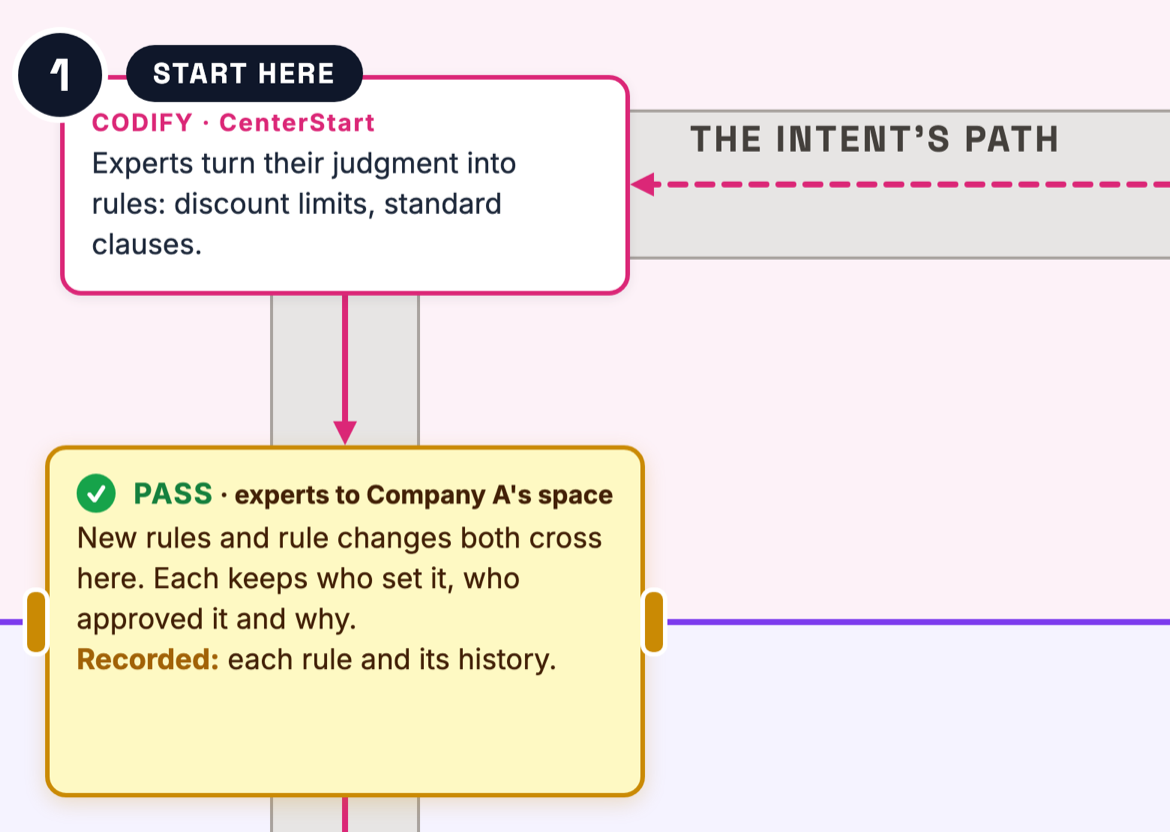 1
START HERE
CODIFY · CenterStart
Experts turn their judgment into
rules: discount limits, standard
clauses.
THE INTENT’S PATH
PASS · experts to Company A's space
New rules and rule changes both cross
here. Each keeps who set it, who
approved it and why.
Recorded: each rule and its history.